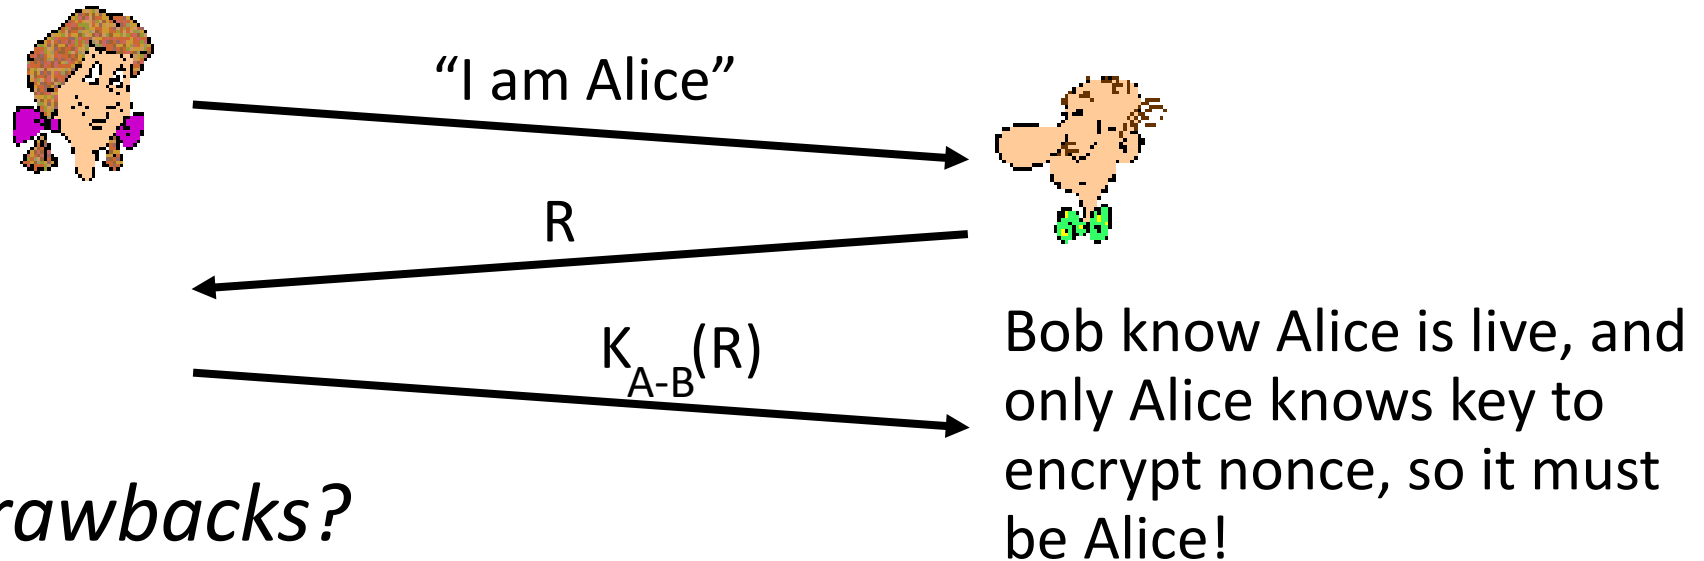 “I am Alice”
R
K A-B (R)
Bob know Alice is live, and
only Alice knows key to
encrypt nonce, so it must
be Alice!
rawbacks?